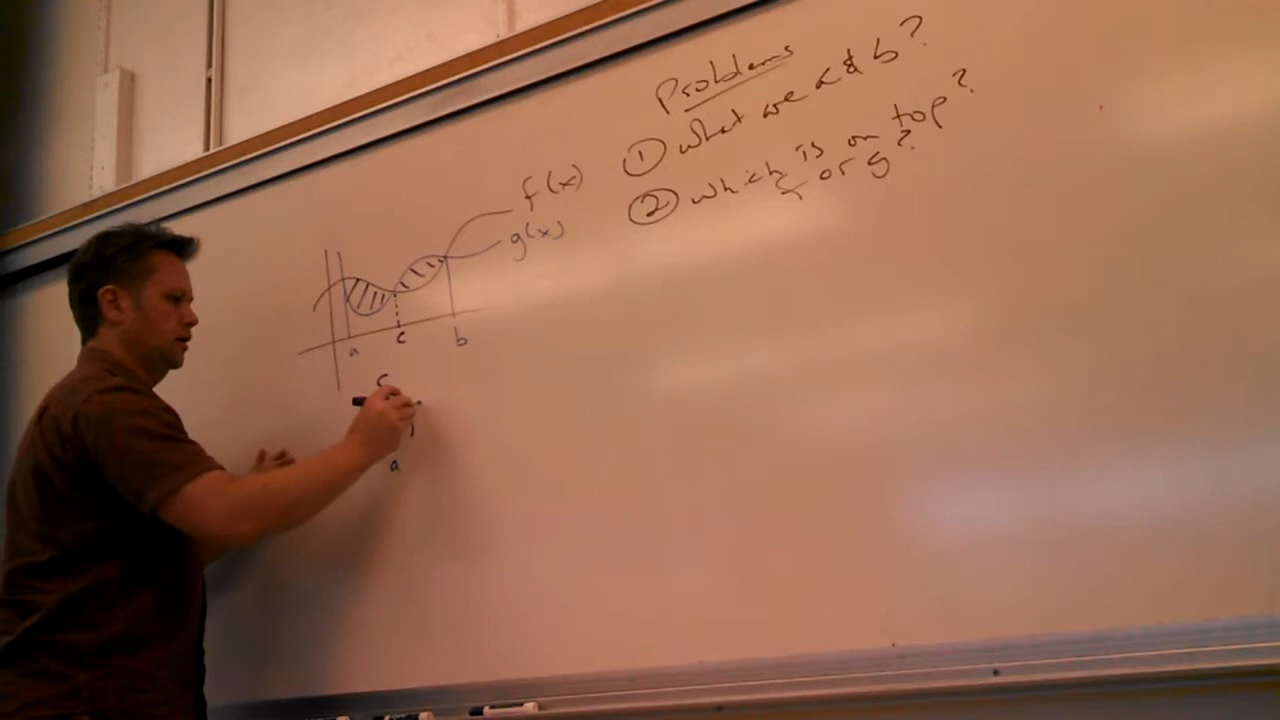 Problems
① What are a & b?
② Which is on top?
f or g?
f(x)
g(x)
a c b
c
a